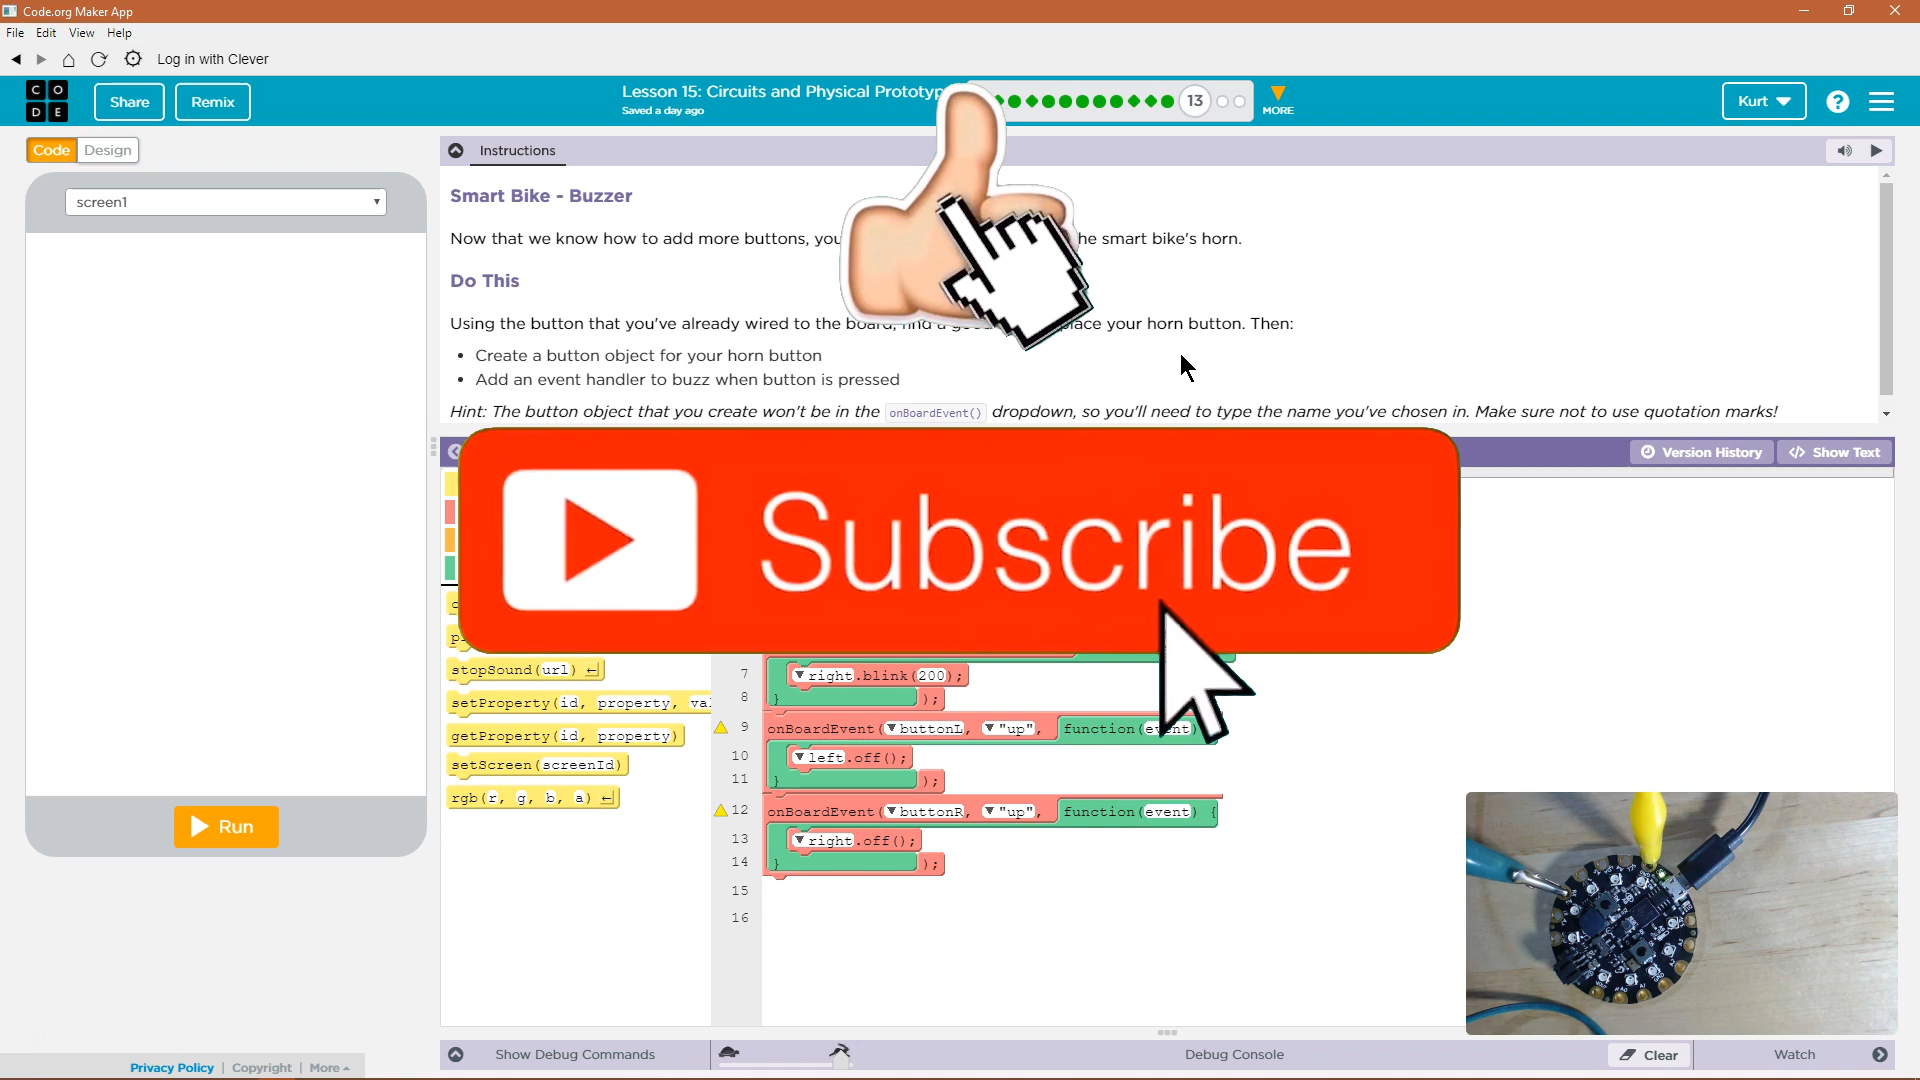 Code.org Maker App
File Edit View Help
Log in with Clever
CODE
Share
Remix
Lesson 15: Circuits and Physical Prototyp
Saved a day ago
13
MORE
Kurt
?
Code
Design
Instructions
screen1
Smart Bike - Buzzer
Now that we know how to add more buttons, you he smart bike's horn.
Do This
Using the button that you've already wired to the board, find a place your horn button. Then:
• Create a button object for your horn button
• Add an event handler to buzz when button is pressed
Hint: The button object that you create won't be in the onBoardEvent() dropdown, so you'll need to type the name you've chosen in. Make sure not to use quotation marks!
Version History
</> Show Text
Subscribe
stopSound(url)
setProperty(id, property, val
getProperty(id, property)
setScreen(screenId)
rgb(r, g, b, a)
7 right.blink(200);
8 } );
9 onBoardEvent(buttonL, "up", function(event)
10 left.off();
11 } );
12 onBoardEvent(buttonR, "up", function(event) {
13 right.off();
14 } );
15
16
Run
Show Debug Commands
Debug Console
Clear
Watch
Privacy Policy | Copyright | More